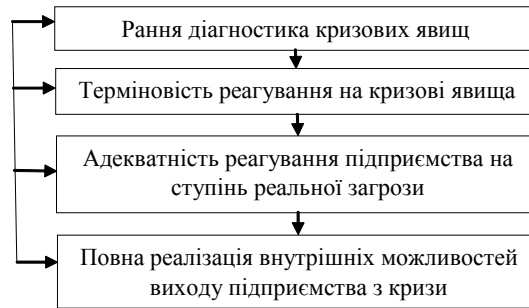 Рання діагностика кризових явищ
Терміновість реагування на кризові явища
Адекватність реагування підприємства на
ступінь реальної загрози
Повна реалізація внутрішніх можливостей
виходу підприємства з кризи